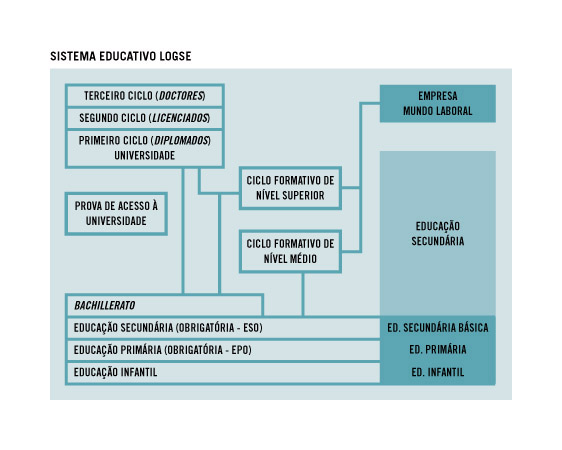 SISTEMA EDUCATIVO LOGSE
TERCEIRO CICLO (DOCTORES)
SEGUNDO CICLO (LICENCIADOS)
PRIMEIRO CICLO (DIPLOMADOS)
UNIVERSIDADE
EMPRESA
MUNDO LABORAL
CICLO FORMATIVO DE
NÍVEL SUPERIOR
PROVA DE ACESSO À
UNIVERSIDADE
EDUCAÇÃO
SECUNDÁRIA
CICLO FORMATIVO DE
NÍVEL MÉDIO
BACHILLERATO
EDUCAÇÃO SECUNDÁRIA (OBRIGATÓRIA - ESO)
ED. SECUNDÁRIA BÁSICA
EDUCAÇÃO PRIMÁRIA (OBRIGATÓRIA - EPO)
ED. PRIMÁRIA
EDUCAÇÃO INFANTIL
ED. INFANTIL